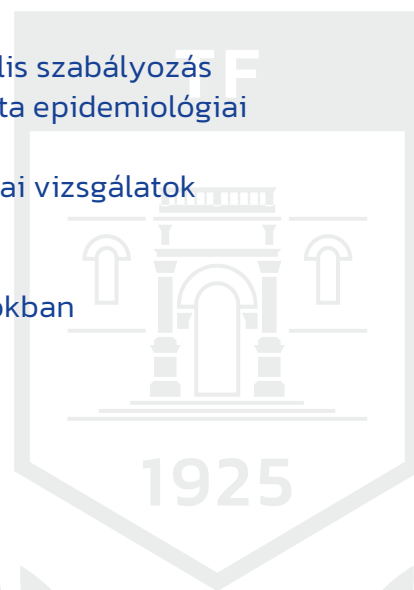 TF
lis szabályozás
ta epidemiológiai
ai vizsgálatok
okban
1925